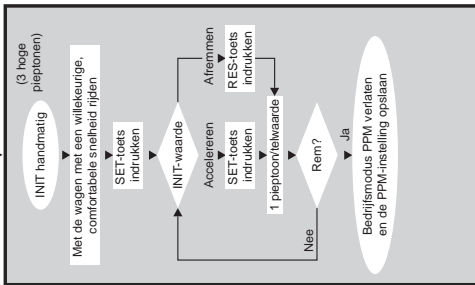 (3 hoge
pieptonen)
INIT handmatig
Met de wagen met een willekeurige,
comfortabele snelheid rijden
SET-toets
indrukken
INIT-waarde
Accelereren
Afremmen
SET-toets
indrukken
RES-toets
indrukken
1 pieptoon/telwaarde
Rem?
Nee
Ja
Bedrijfsmodus PPM verlaten
en de PPM-instelling opslaan